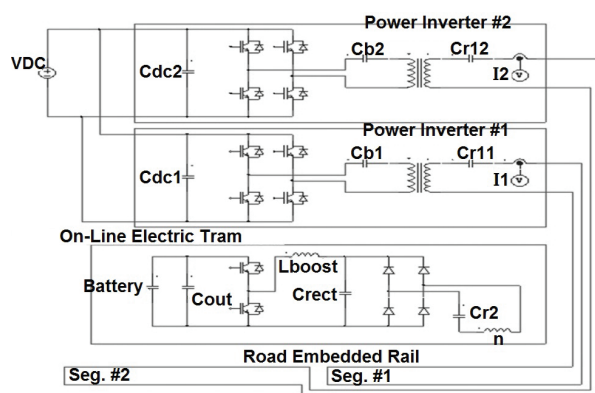 Power Inverter #2
VDC
Cdc2
Cb2
Cr12
I2
Power Inverter #1
Cdc1
Cb1
Cr11
I1
On-Line Electric Tram
Battery
Cout
Lboost
Crect
Cr2
n
Road Embedded Rail
Seg. #2
Seg. #1